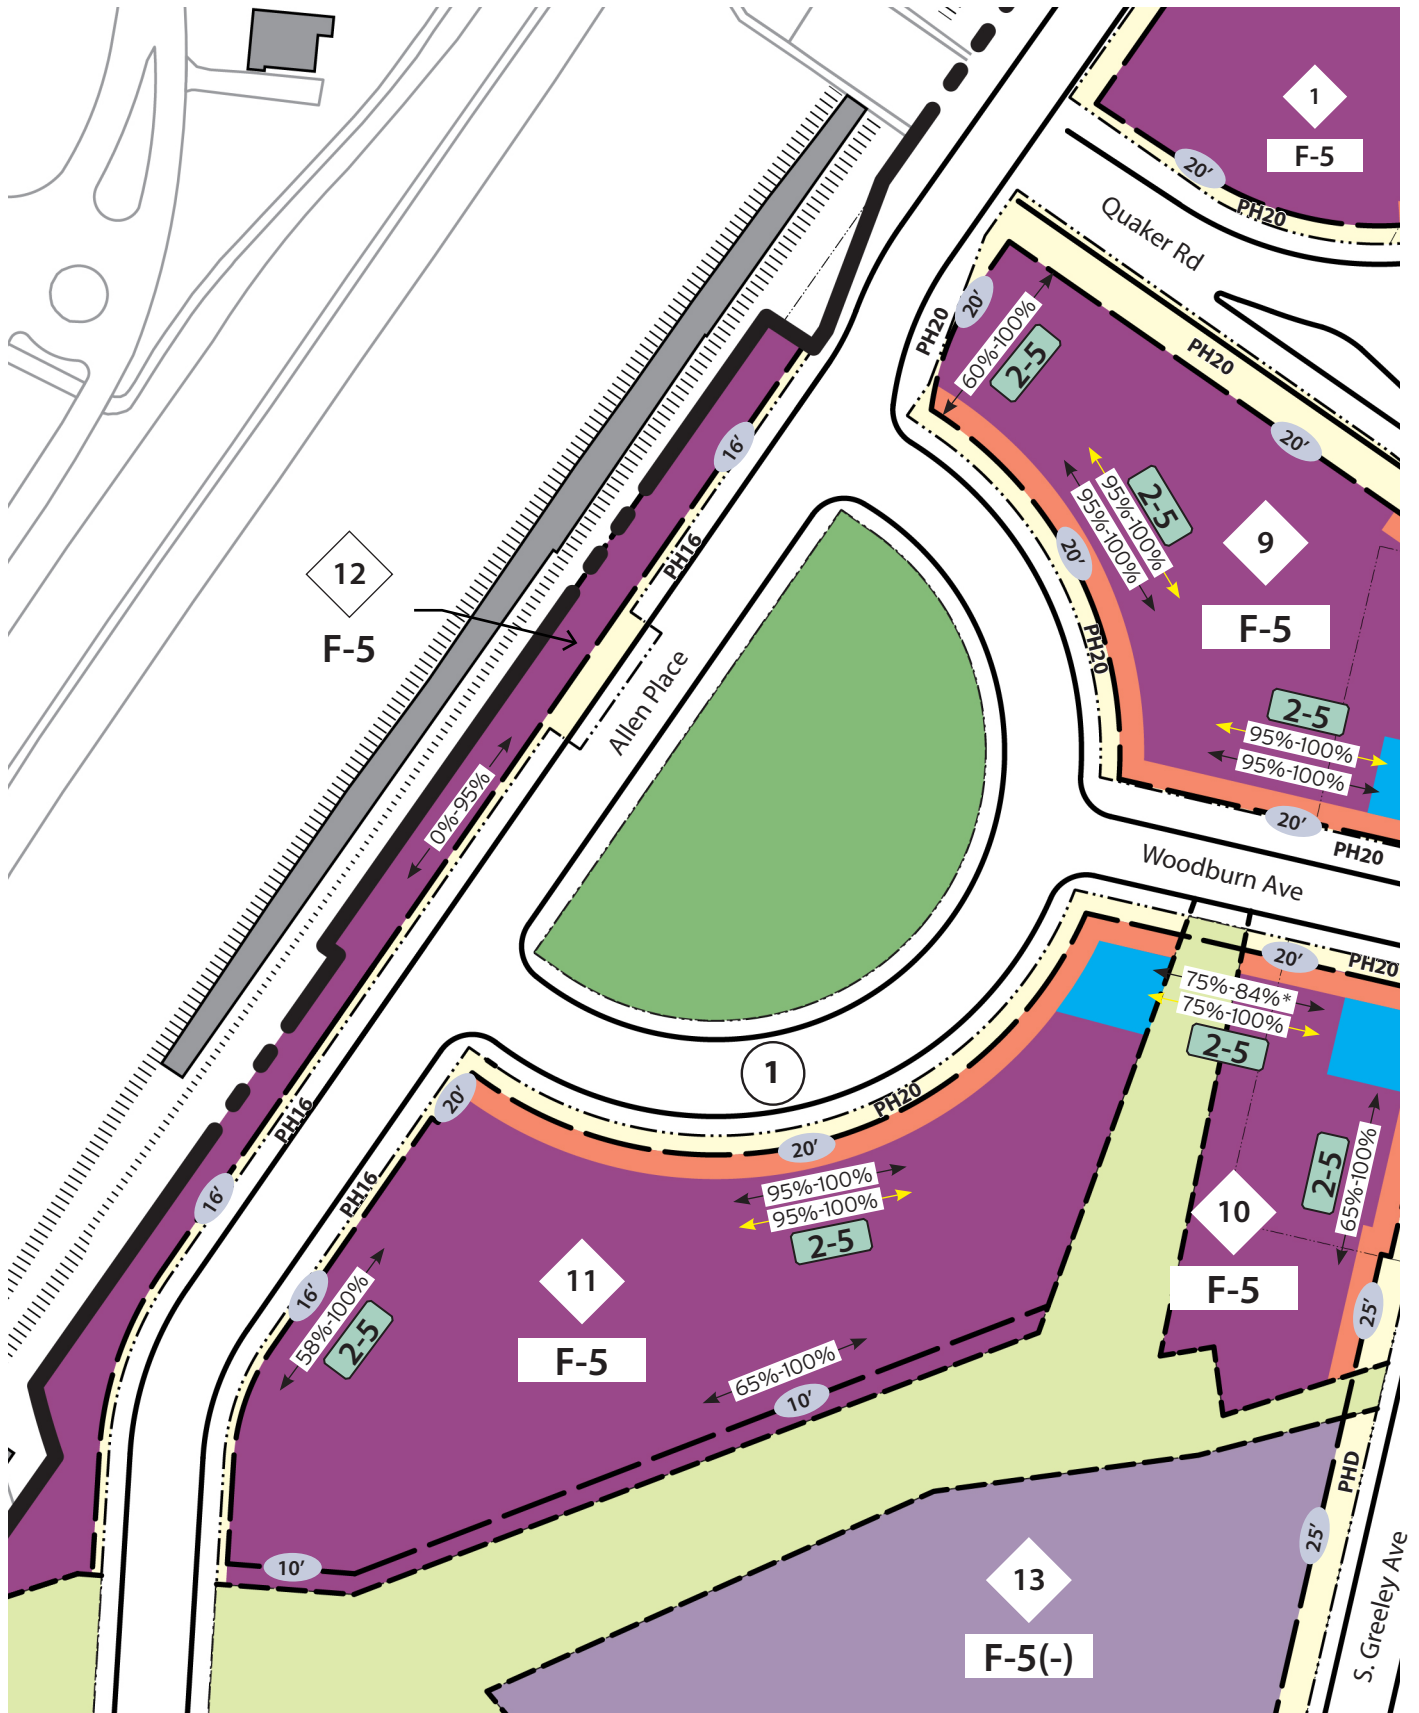 1
F-5
20'
PH20
Quaker Rd
20'
PH20
60%-100%
2-5
PH20
20'
16'
PH16
95%-100%
95%-100%
2-5
20'
PH20
9
F-5
12
F-5
Allen Place
0%-95%
2-5
95%-100%
95%-100%
20'
PH20
Woodburn Ave
20'
PH20
75%-84%*
75%-100%
2-5
1
PH20
20'
20'
PH16
16'
PH16
16'
58%-100%
2-5
95%-100%
95%-100%
2-5
11
F-5
65%-100%
10'
10'
2-5
65%-100%
10
F-5
25'
PHD
25'
13
F-5(-)
S. Greeley Ave